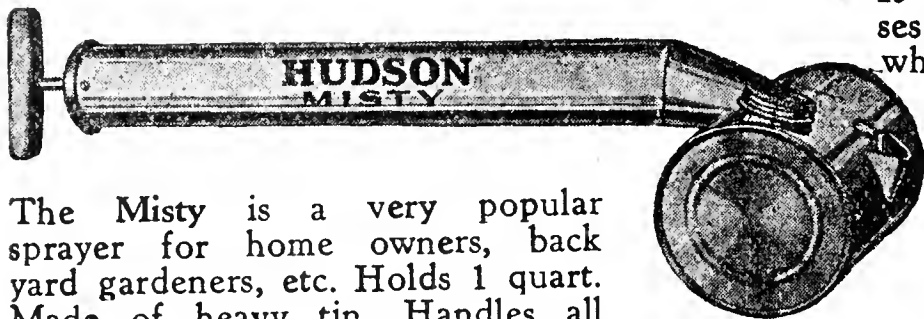 ses
wh
HUDSON
MISTY
The Misty is a very popular
sprayer for home owners, back
yard gardeners, etc. Holds 1 quart.
Made of heavy tin. Handles all